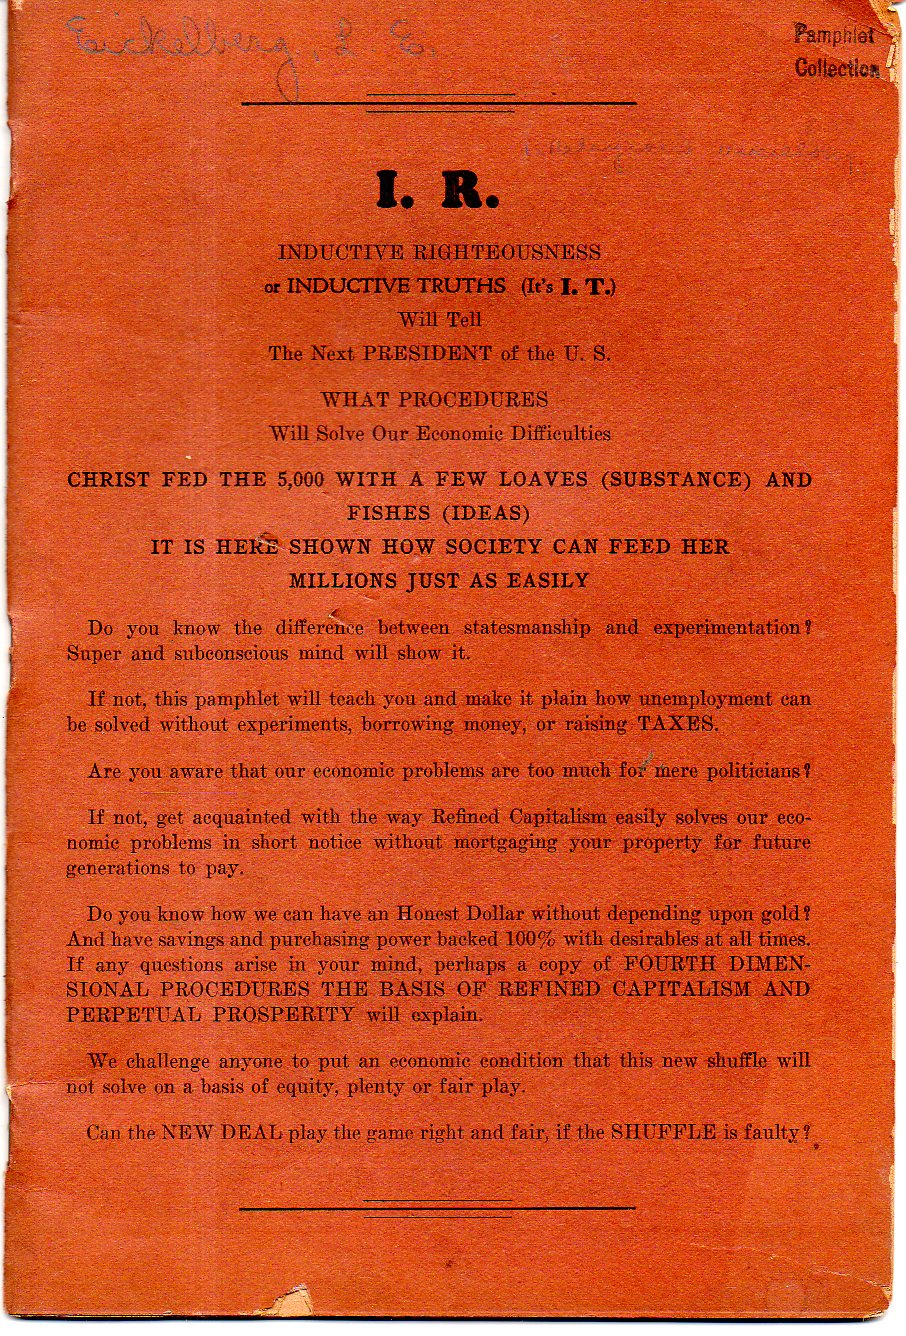 Eickelberg, L E.
Pamphlet
Collection
I. R.
INDUCTIVE RIGHTEOUSNESS
or INDUCTIVE TRUTHS (It's I. T.)
Will Tell
The Next PRESIDENT of the U. S.
WHAT PROCEDURES
Will Solve Our Economic Difficulties
CHRIST FED THE 5,000 WITH A FEW LOAVES (SUBSTANCE) AND
FISHES (IDEAS)
IT IS HERE SHOWN HOW SOCIETY CAN FEED HER
MILLIONS JUST AS EASILY
Do you know the difference between statesmanship and experimentation?
Super and subconscious mind will show it.
If not, this pamphlet will teach you and make it plain how unemployment can
be solved without experiments, borrowing money, or raising TAXES.
Are you aware that our economic problems are too much for mere politicians?
If not, get acquainted with the way Refined Capitalism easily solves our eco-
nomic problems in short notice without mortgaging your property for future
generations to pay.
Do you know how we can have an Honest Dollar without depending upon gold?
And have savings and purchasing power backed 100% with desirables at all times.
If any questions arise in your mind, perhaps a copy of FOURTH DIMEN-
SIONAL PROCEDURES THE BASIS OF REFINED CAPITALISM AND
PERPETUAL PROSPERITY will explain.
We challenge anyone to put an economic condition that this new shuffle will
not solve on a basis of equity, plenty or fair play.
Can the NEW DEAL play the game right and fair, if the SHUFFLE is faulty?